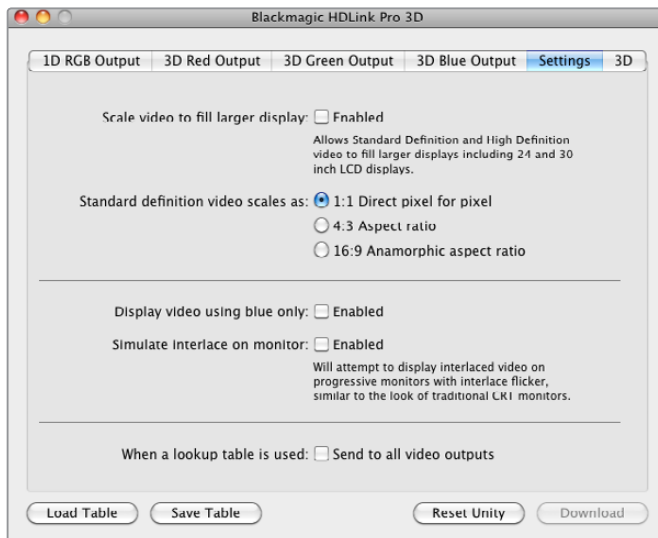 Blackmagic HDLink Pro 3D
1D RGB Output 3D Red Output 3D Green Output 3D Blue Output Settings 3D
Scale video to fill larger display: Enabled
Allows Standard Definition and High Definition
video to fill larger displays including 24 and 30
inch LCD displays.
Standard definition video scales as: 1:1 Direct pixel for pixel
4:3 Aspect ratio
16:9 Anamorphic aspect ratio
Display video using blue only: Enabled
Simulate interlace on monitor: Enabled
Will attempt to display interlaced video on
progressive monitors with interlace flicker,
similar to the look of traditional CRT monitors.
When a lookup table is used: Send to all video outputs
Load Table Save Table Reset Unity Download